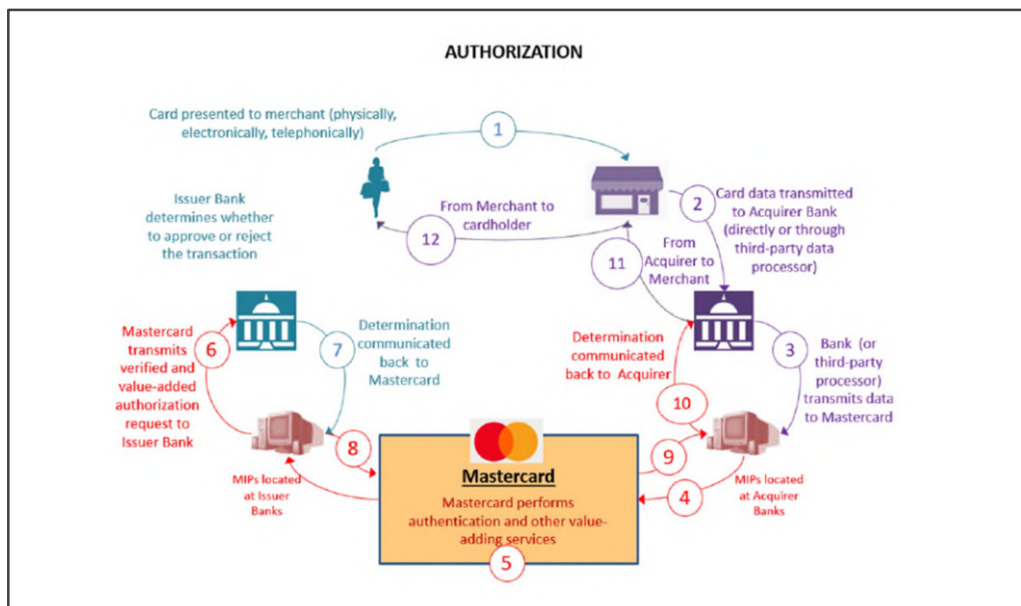 AUTHORIZATION
Card presented to merchant (physically,
electronically, telephonically)
1
Issuer Bank
determines whether
to approve or reject
the transaction
From Merchant to
cardholder
12
2
Card data transmitted
to Acquirer Bank
(directly or through
third-party data
processor)
11
From
Acquirer to
Merchant
Mastercard
transmits
verified and
value-added
authorization
request to
Issuer Bank
6
7
Determination
communicated
back to
Mastercard
Determination
communicated
back to Acquirer
10
3
Bank (or
third-party
processor)
transmits data
to Mastercard
8
9
4
MIPs located
at Issuer
Banks
Mastercard
Mastercard performs
authentication and other value-
adding services
5
MIPs located
at Acquirer
Banks